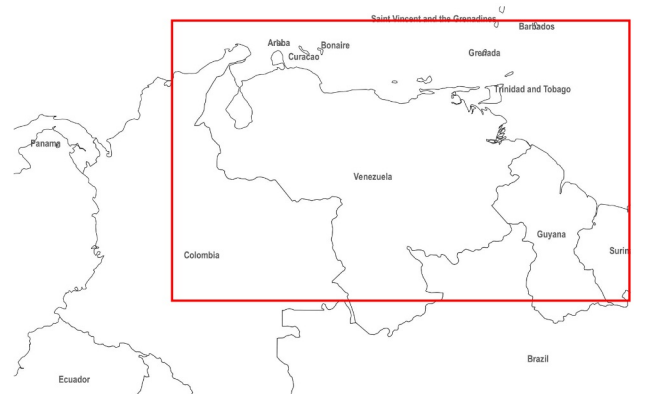 Saint Vincent and the Grenadines
Barbados
Aruba
Bonaire
Curacao
Grenada
Trinidad and Tobago
Panama
Venezuela
Guyana
Colombia
Surin
Brazil
Ecuador